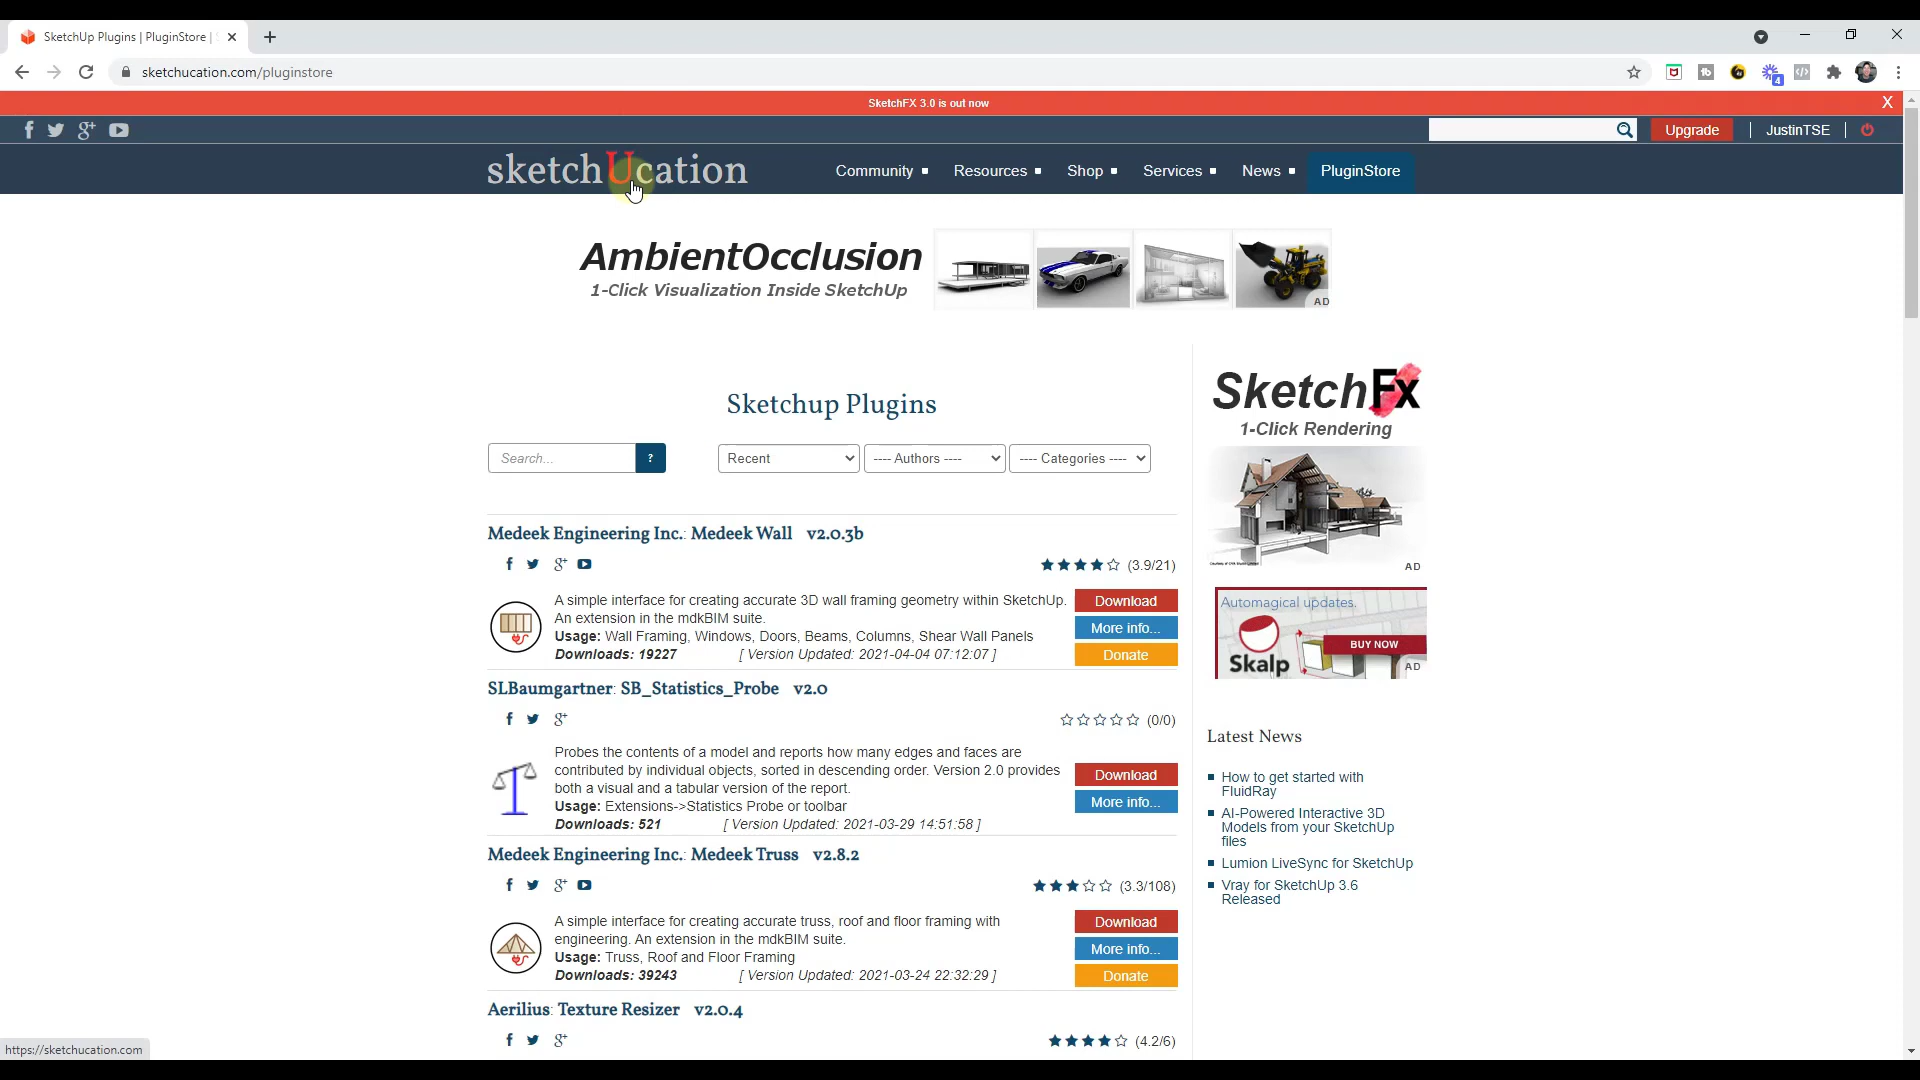 SketchUp Plugins | PluginStore |
sketchucation.com/pluginstore
4
SketchFX 3.0 is out now
X
Upgrade | JustinTSE |
sketchUcation
Community Resources Shop Services News PluginStore
AmbientOcclusion
1-Click Visualization Inside SketchUp
AD
Sketchup Plugins
Search... ? Recent ---- Authors ---- ---- Categories ----
SketchFx
1-Click Rendering
AD
Automagical updates.
BUY NOW
Skalp
AD
Medeek Engineering Inc.: Medeek Wall v2.0.3b
(3.9/21)
A simple interface for creating accurate 3D wall framing geometry within SketchUp.
An extension in the mdkBIM suite.
Usage: Wall Framing, Windows, Doors, Beams, Columns, Shear Wall Panels
Downloads: 19227 [ Version Updated: 2021-04-04 07:12:07 ]
Download
More info...
Donate
SLBaumgartner: SB_Statistics_Probe v2.0
(0/0)
Probes the contents of a model and reports how many edges and faces are
contributed by individual objects, sorted in descending order. Version 2.0 provides
both a visual and a tabular version of the report.
Usage: Extensions->Statistics Probe or toolbar
Downloads: 521 [ Version Updated: 2021-03-29 14:51:58 ]
Download
More info...
Medeek Engineering Inc.: Medeek Truss v2.8.2
(3.3/108)
A simple interface for creating accurate truss, roof and floor framing with
engineering. An extension in the mdkBIM suite.
Usage: Truss, Roof and Floor Framing
Downloads: 39243 [ Version Updated: 2021-03-24 22:32:29 ]
Download
More info...
Donate
Aerilius: Texture Resizer v2.0.4
(4.2/6)
Latest News
How to get started with
FluidRay
AI-Powered Interactive 3D
Models from your SketchUp
files
Lumion LiveSync for SketchUp
Vray for SketchUp 3.6
Released
https://sketchucation.com